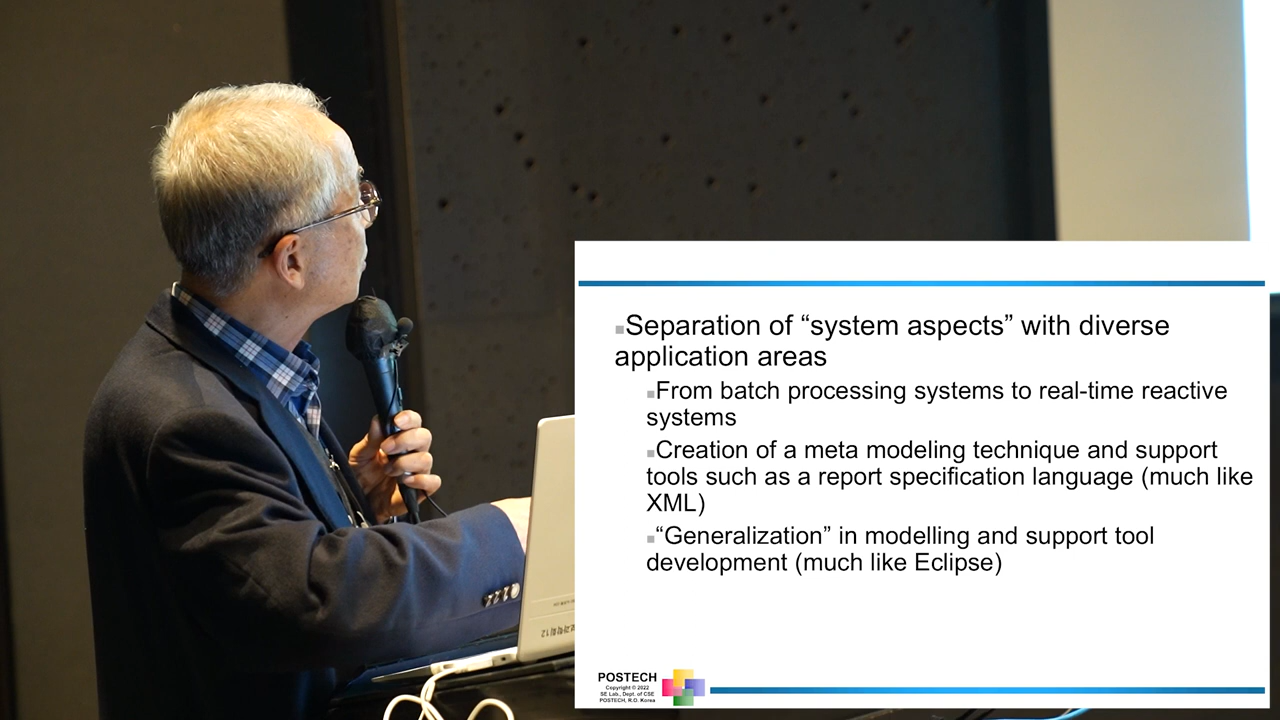 ■Separation of “system aspects” with diverse
application areas
■From batch processing systems to real-time reactive
systems
■Creation of a meta modeling technique and support
tools such as a report specification language (much like
XML)
■“Generalization” in modelling and support tool
development (much like Eclipse)
POSTECH
Copyright © 2022
SE Lab., Dept. of CSE
POSTECH, R.O. Korea